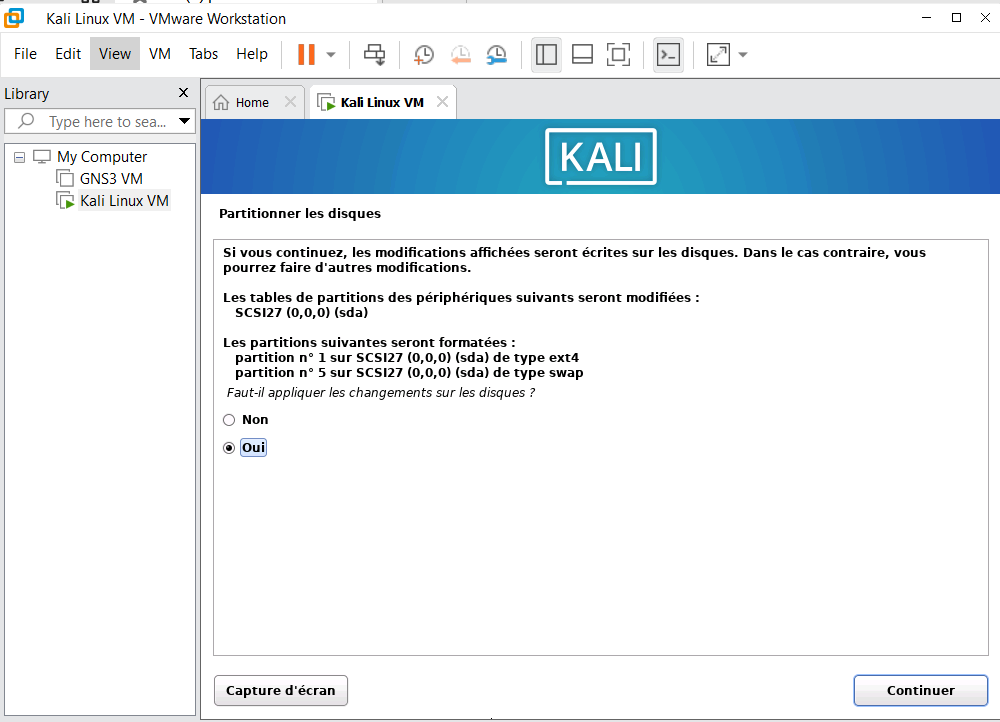 Kali Linux VM - VMware Workstation
File Edit View VM Tabs Help
Library
Type here to sea...
My Computer
GNS3 VM
Kali Linux VM
Home
Kali Linux VM
KALI
Partitionner les disques
Si vous continuez, les modifications affichées seront écrites sur les disques. Dans le cas contraire, vous
pourrez faire d'autres modifications.
Les tables de partitions des périphériques suivants seront modifiées :
SCSI27 (0,0,0) (sda)
Les partitions suivantes seront formatées :
partition n° 1 sur SCSI27 (0,0,0) (sda) de type ext4
partition n° 5 sur SCSI27 (0,0,0) (sda) de type swap
Faut-il appliquer les changements sur les disques ?
Non
Oui
Capture d'écran
Continuer